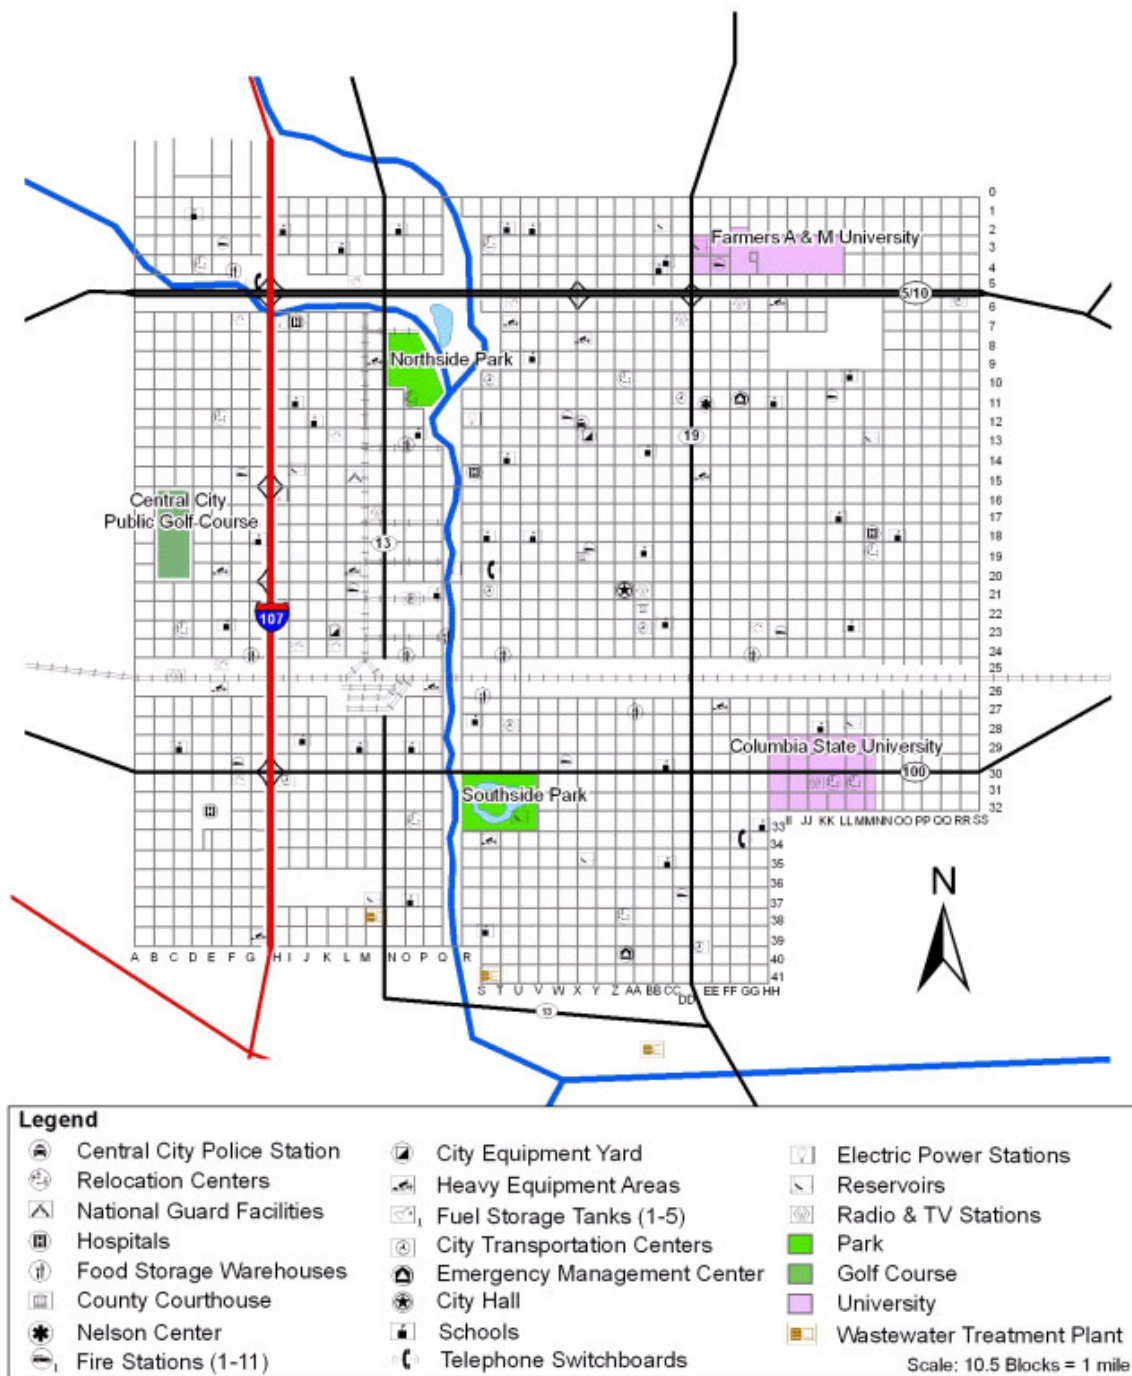 0
1
2
3
4
5
6
7
8
9
10
11
12
13
14
15
16
17
18
19
20
21
22
23
24
25
26
27
28
29
30
31
32
Farmers A & M University
5/10
Northside Park
19
Central City
Public Golf Course
13
107
Columbia State University
100
Southside Park
II JJ KK LL MM NN OO PP QQ RR SS
33
34
35
36
37
38
39
40
41
N
A B C D E F G H I J K L M N O P Q R
S T U V W X Y Z AA BB CC DD EE FF GG HH
13
Legend
Central City Police Station
Relocation Centers
National Guard Facilities
Hospitals
Food Storage Warehouses
County Courthouse
Nelson Center
Fire Stations (1-11)
City Equipment Yard
Heavy Equipment Areas
Fuel Storage Tanks (1-5)
City Transportation Centers
Emergency Management Center
City Hall
Schools
Telephone Switchboards
Electric Power Stations
Reservoirs
Radio & TV Stations
Park
Golf Course
University
Wastewater Treatment Plant
Scale: 10.5 Blocks = 1 mile